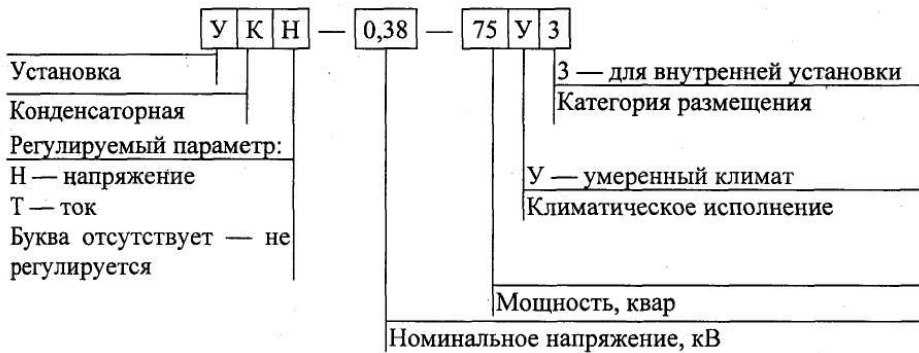 УКН — 0,38 — 75 У 3
Установка
3 — для внутренней установки
Конденсаторная
Категория размещения
Регулируемый параметр:
Н — напряжение
У — умеренный климат
Т — ток
Климатическое исполнение
Буква отсутствует — не
регулируется
Мощность, квар
Номинальное напряжение, кВ